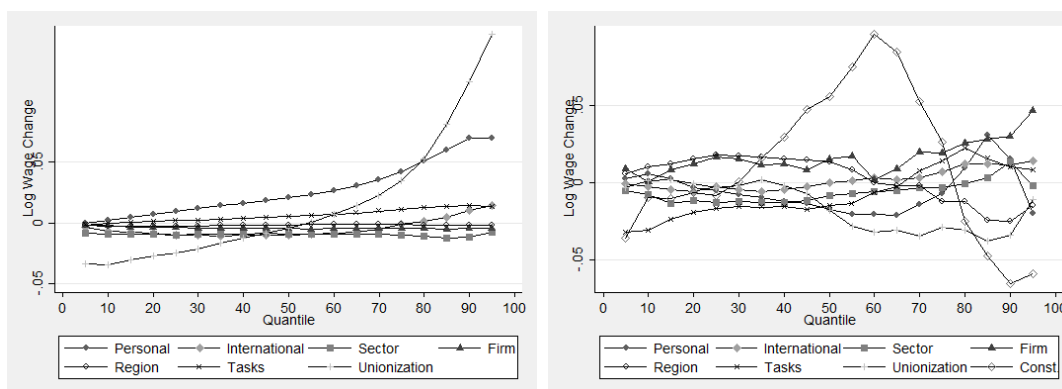 Log Wage Change
.05
0
-.05
0 10 20 30 40 50 60 70 80 90 100
Quantile
Personal International Sector Firm
Region Tasks Unionization
Log Wage Change
.05
0
-.05
0 10 20 30 40 50 60 70 80 90 100
Quantile
Personal International Sector Firm
Region Tasks Unionization Const